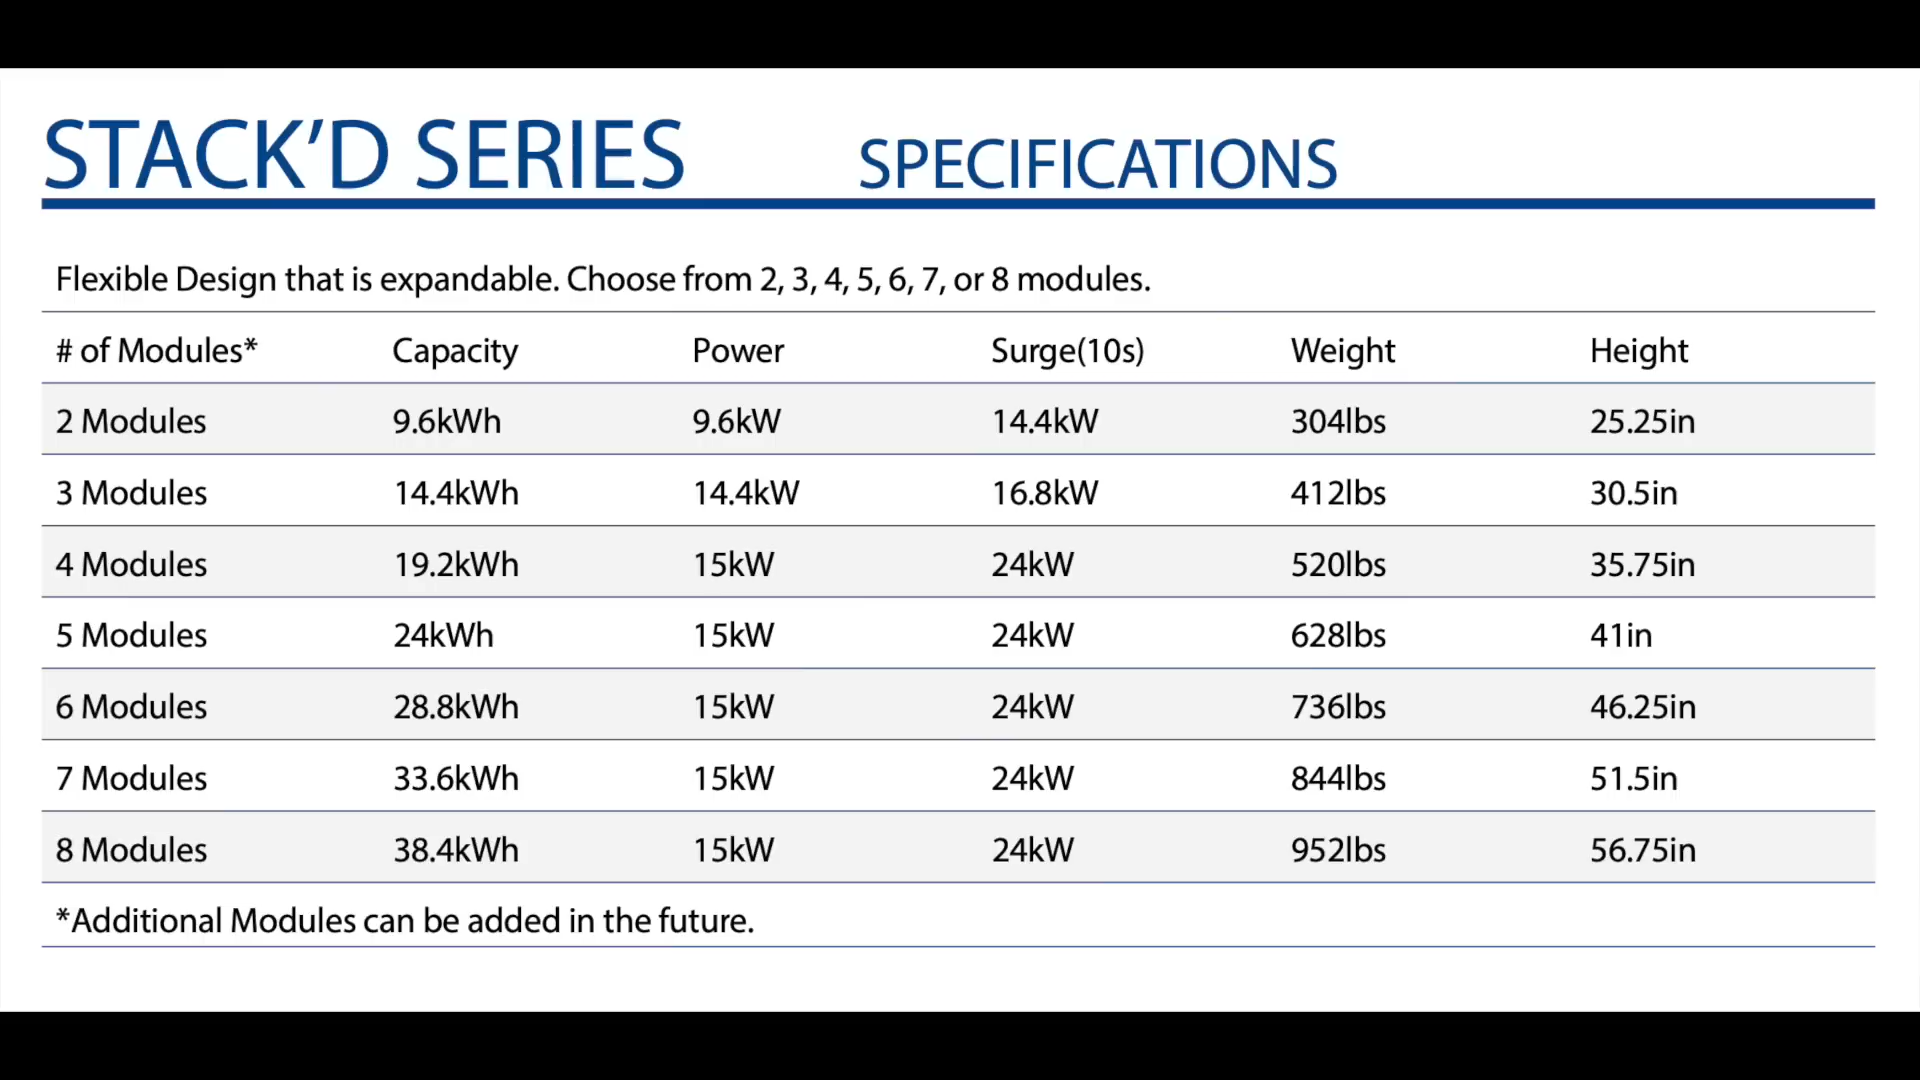 STACK’D SERIES SPECIFICATIONS
Flexible Design that is expandable. Choose from 2, 3, 4, 5, 6, 7, or 8 modules.
# of Modules* Capacity Power Surge(10s) Weight Height
2 Modules 9.6kWh 9.6kW 14.4kW 304lbs 25.25in
3 Modules 14.4kWh 14.4kW 16.8kW 412lbs 30.5in
4 Modules 19.2kWh 15kW 24kW 520lbs 35.75in
5 Modules 24kWh 15kW 24kW 628lbs 41in
6 Modules 28.8kWh 15kW 24kW 736lbs 46.25in
7 Modules 33.6kWh 15kW 24kW 844lbs 51.5in
8 Modules 38.4kWh 15kW 24kW 952lbs 56.75in
*Additional Modules can be added in the future.